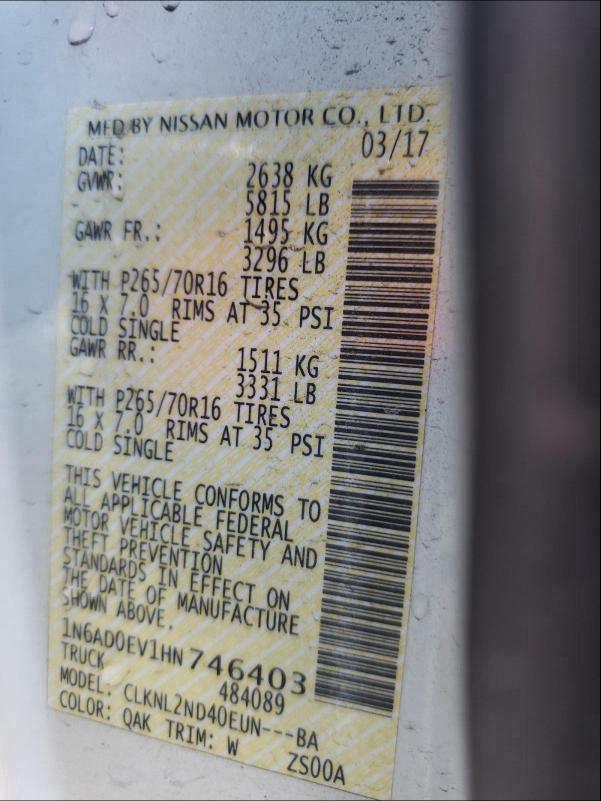 MFD BY NISSAN MOTOR CO., LTD.
DATE: 03/17
GVWR: 2638 KG
5815 LB
GAWR FR.: 1495 KG
3296 LB
WITH P265/70R16 TIRES
16 X 7.0 RIMS AT 35 PSI
COLD SINGLE
GAWR RR.: 1511 KG
3331 LB
WITH P265/70R16 TIRES
16 X 7.0 RIMS AT 35 PSI
COLD SINGLE
THIS VEHICLE CONFORMS TO
ALL APPLICABLE FEDERAL
MOTOR VEHICLE SAFETY AND
THEFT PREVENTION
STANDARDS IN EFFECT ON
THE DATE OF MANUFACTURE
SHOWN ABOVE.
1N6AD0EV1HN746403
TRUCK 484089
MODEL: CLKNL2ND40EUN---BA
COLOR: QAK TRIM: W ZS00A